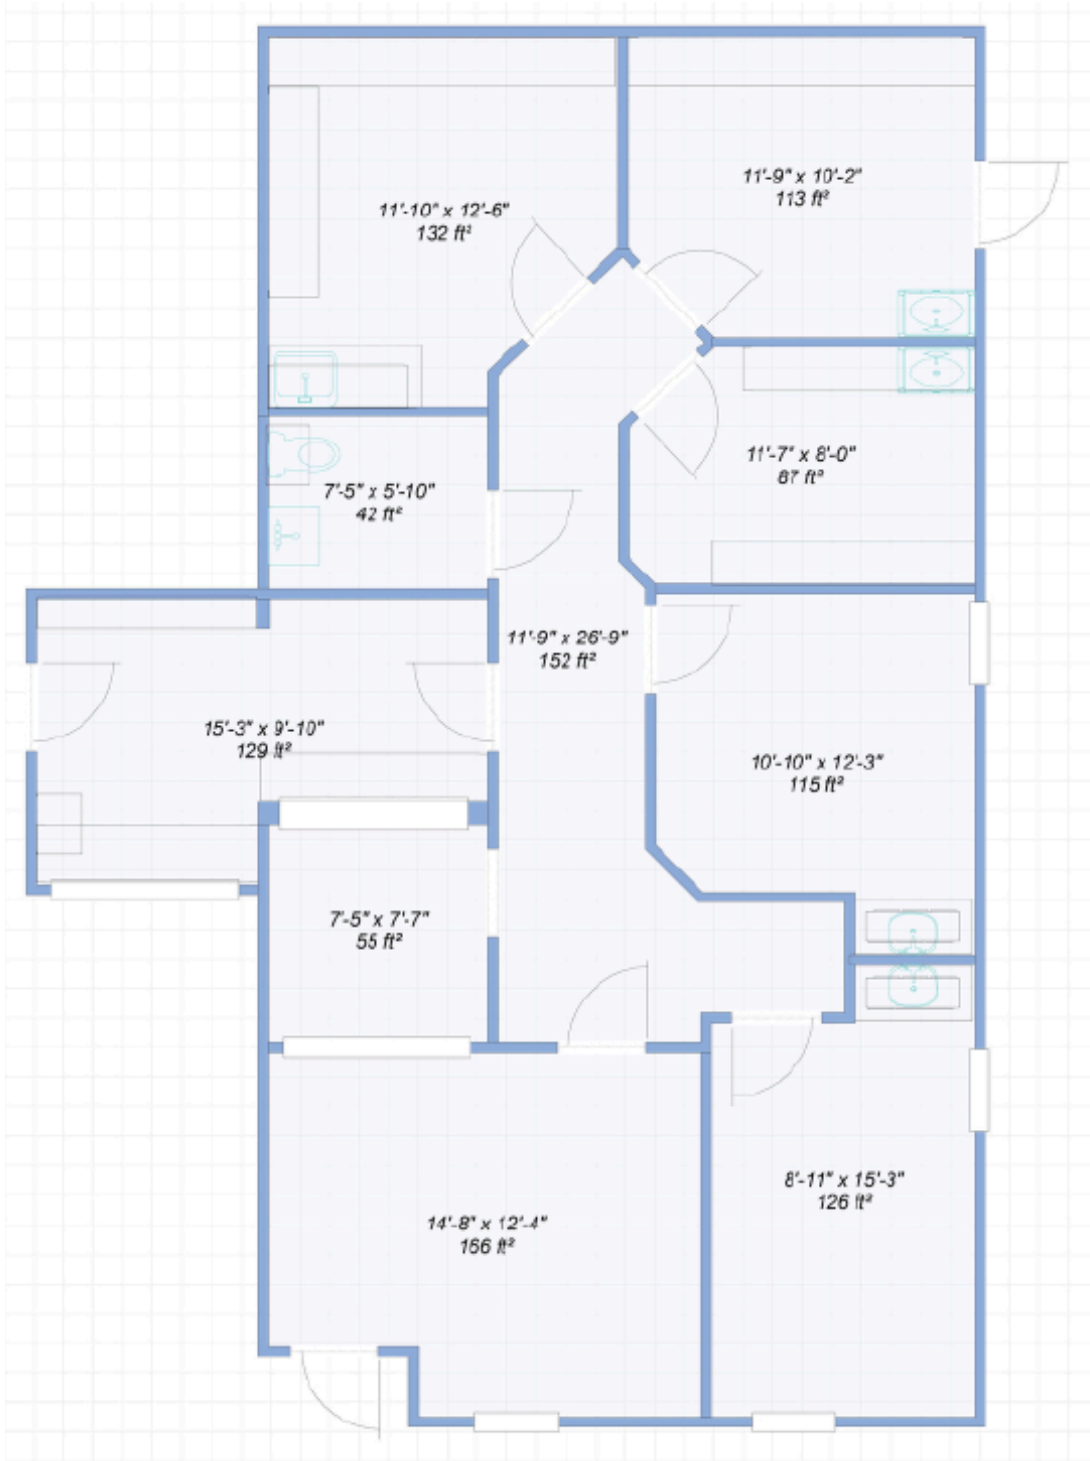 11'-9" x 10'-2"
113 ft²
11'-10" x 12'-6"
132 ft²
11'-7" x 8'-0"
87 ft²
7'-5" x 5'-10"
42 ft²
11'-9" x 26'-9"
152 ft²
15'-3" x 9'-10"
129 ft²
10'-10" x 12'-3"
115 ft²
7'-5" x 7'-7"
55 ft²
8'-11" x 15'-3"
126 ft²
14'-8" x 12'-4"
166 ft²